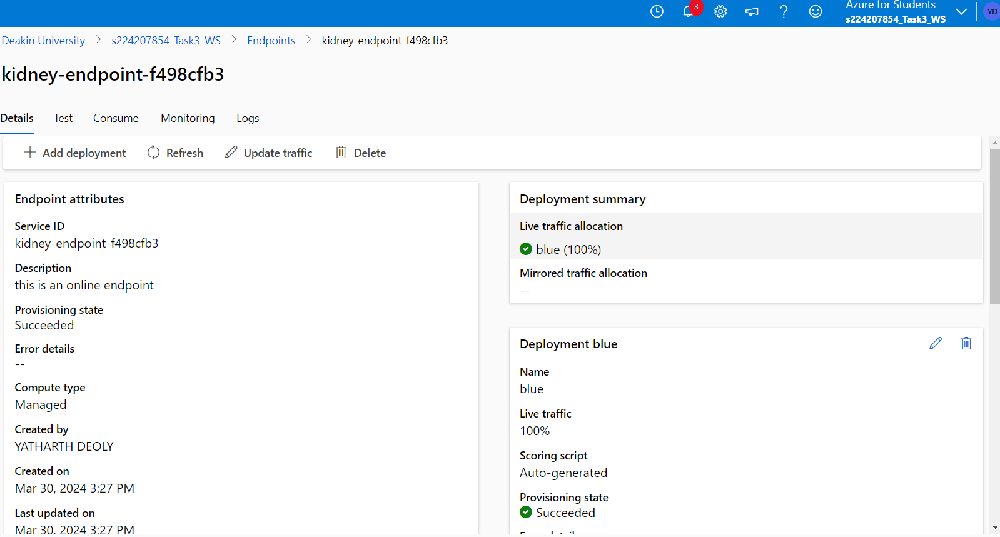 3
Azure for Students
s224207854_Task3_WS
YD
Deakin University > s224207854_Task3_WS > Endpoints > kidney-endpoint-f498cfb3
kidney-endpoint-f498cfb3
Details Test Consume Monitoring Logs
Add deployment Refresh Update traffic Delete
Endpoint attributes
Service ID
kidney-endpoint-f498cfb3
Description
this is an online endpoint
Provisioning state
Succeeded
Error details
--
Compute type
Managed
Created by
YATHARTH DEOLY
Created on
Mar 30, 2024 3:27 PM
Last updated on
Mar 30, 2024 3:27 PM
Deployment summary
Live traffic allocation
blue (100%)
Mirrored traffic allocation
--
Deployment blue
Name
blue
Live traffic
100%
Scoring script
Auto-generated
Provisioning state
Succeeded